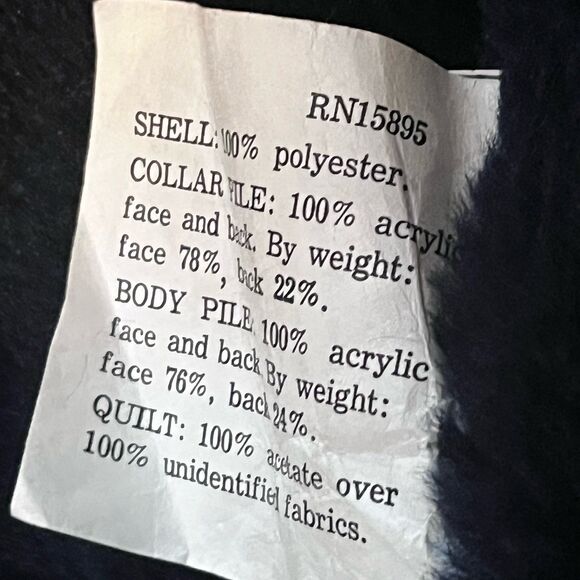 RN15895
SHELL: 100% polyester.
COLLAR PILE: 100% acrylic
face and back. By weight:
face 78%, back 22%.
BODY PILE 100% acrylic
face and back By weight:
face 76%, back 24%.
QUILT: 100% acetate over
100% unidentified fabrics.